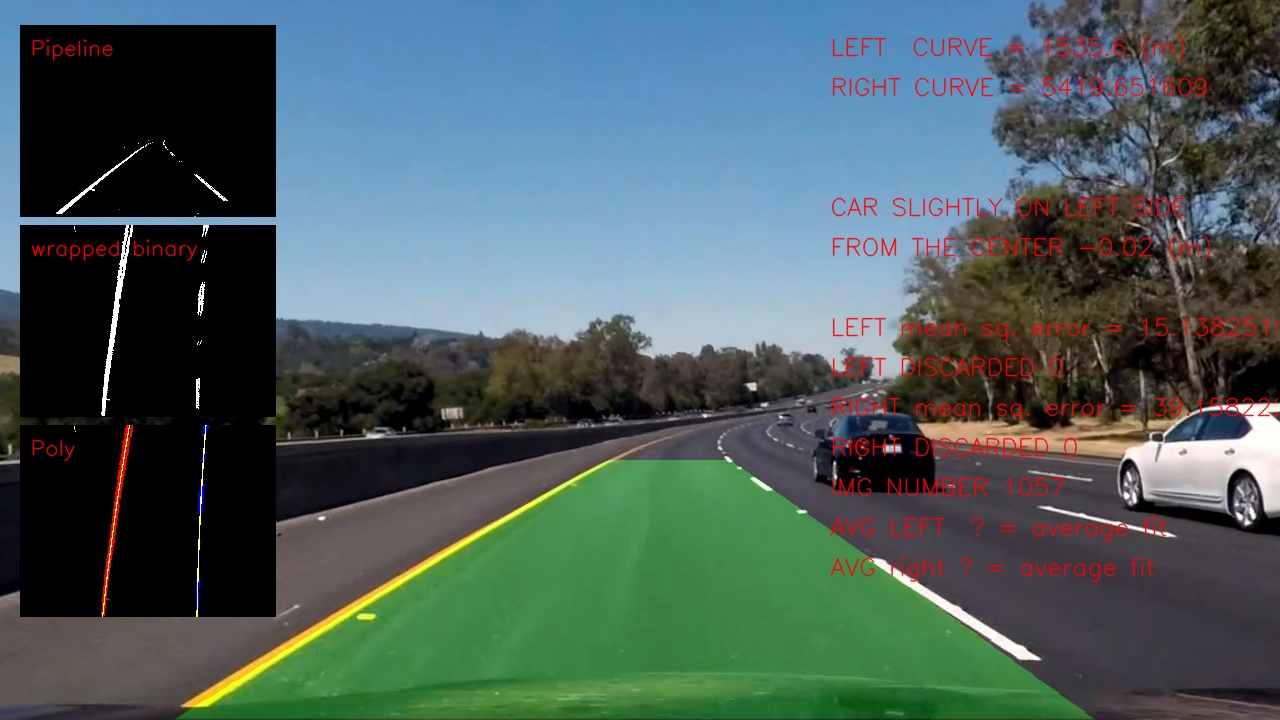 Pipeline
wrapped binary
Poly
LEFT CURVE = 1535.6 (m)
RIGHT CURVE = 5419.651609
CAR SLIGHTLY ON LEFT SIDE
FROM THE CENTER -0.02 (m)
LEFT mean sq. error = 15.138251
LEFT DISCARDED 0
RIGHT mean sq. error = 39.15822
RIGHT DISCARDED 0
IMG NUMBER 1057
AVG LEFT ? = average fit
AVG right ? = average fit